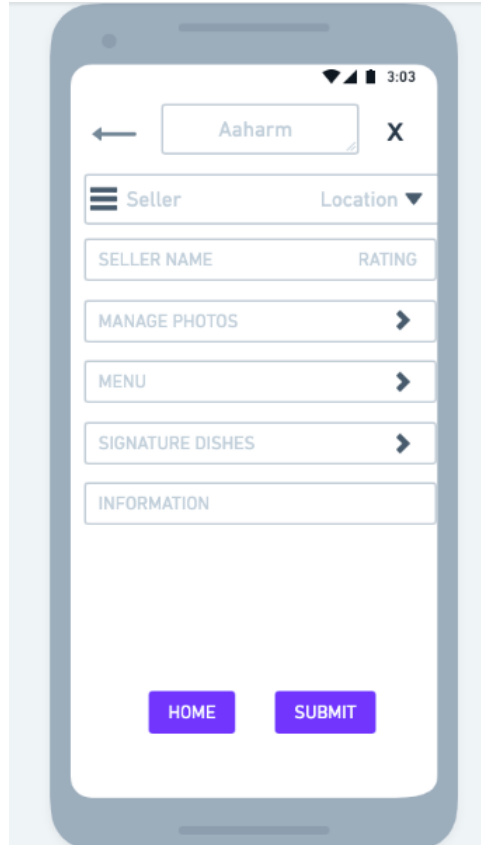 3:03
Aaharm X
Seller Location
SELLER NAME RATING
MANAGE PHOTOS
MENU
SIGNATURE DISHES
INFORMATION
HOME SUBMIT